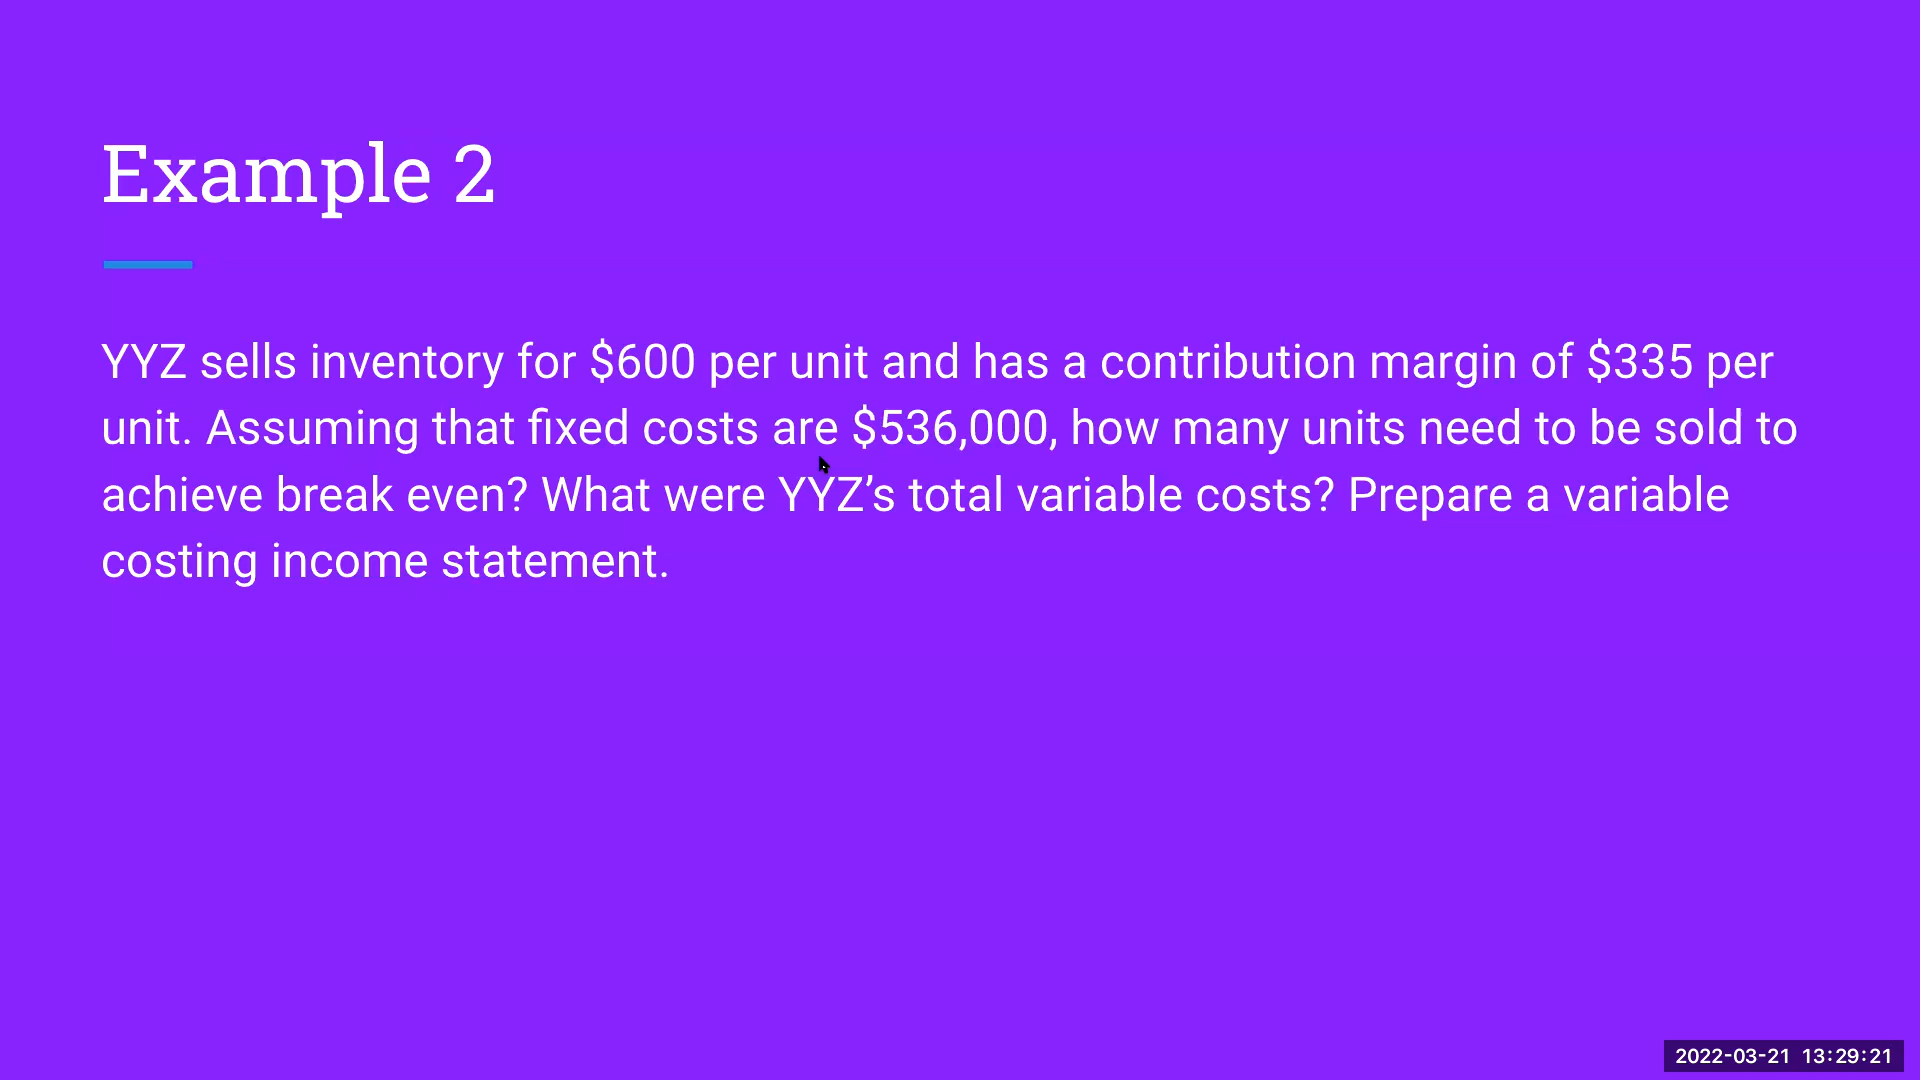 Example 2
YYZ sells inventory for $600 per unit and has a contribution margin of $335 per
unit. Assuming that fixed costs are $536,000, how many units need to be sold to
achieve break even? What were YYZ’s total variable costs? Prepare a variable
costing income statement.
2022-03-21 13:29:21